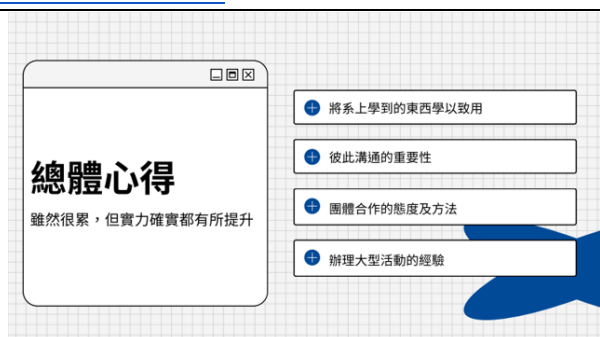 總體心得
雖然很累，但實力確實都有所提升
將系上學到的東西學以致用
彼此溝通的重要性
團體合作的態度及方法
辦理大型活動的經驗